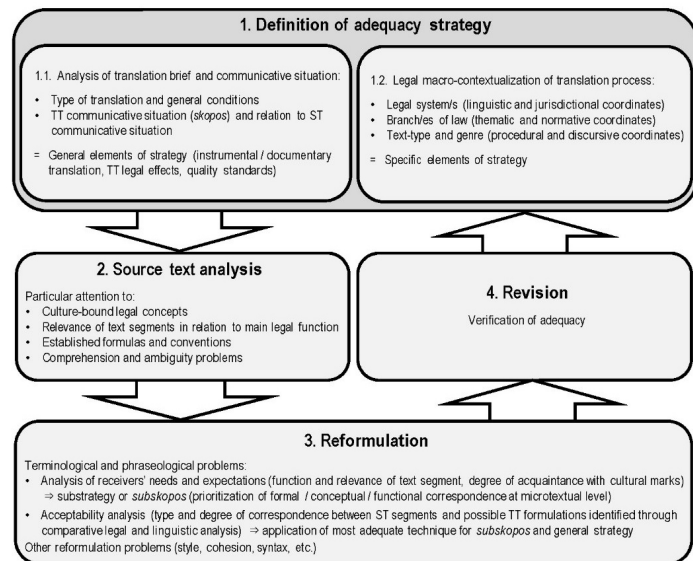 1. Definition of adequacy strategy
1.1. Analysis of translation brief and communicative situation:
• Type of translation and general conditions
• TT communicative situation (skopos) and relation to ST
communicative situation
= General elements of strategy (instrumental / documentary
translation, TT legal effects, quality standards)
1.2. Legal macro-contextualization of translation process:
• Legal system/s (linguistic and jurisdictional coordinates)
• Branch/es of law (thematic and normative coordinates)
• Text-type and genre (procedural and discursive coordinates)
= Specific elements of strategy
2. Source text analysis
Particular attention to:
• Culture-bound legal concepts
• Relevance of text segments in relation to main legal function
• Established formulas and conventions
• Comprehension and ambiguity problems
4. Revision
Verification of adequacy
3. Reformulation
Terminological and phraseological problems:
• Analysis of receivers' needs and expectations (function and relevance of text segment, degree of acquaintance with cultural marks)
⇒ substrategy or subskopos (prioritization of formal / conceptual / functional correspondence at microtextual level)
• Acceptability analysis (type and degree of correspondence between ST segments and possible TT formulations identified through
comparative legal and linguistic analysis) ⇒ application of most adequate technique for subskopos and general strategy
Other reformulation problems (style, cohesion, syntax, etc.)